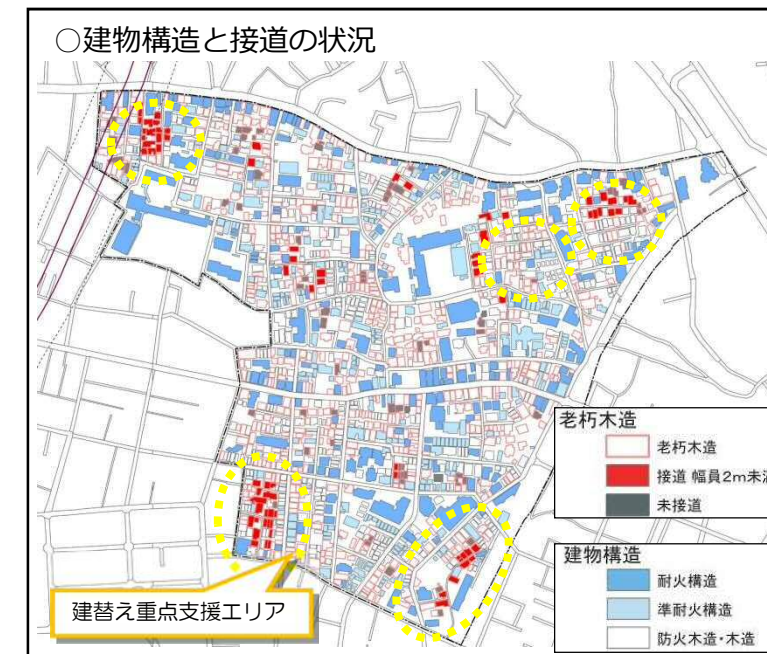 ○建物構造と接道の状況
老朽木造
老朽木造
接道 幅員2m未
未接道
建物構造
耐火構造
準耐火構造
防火木造・木造
建替え重点支援エリア